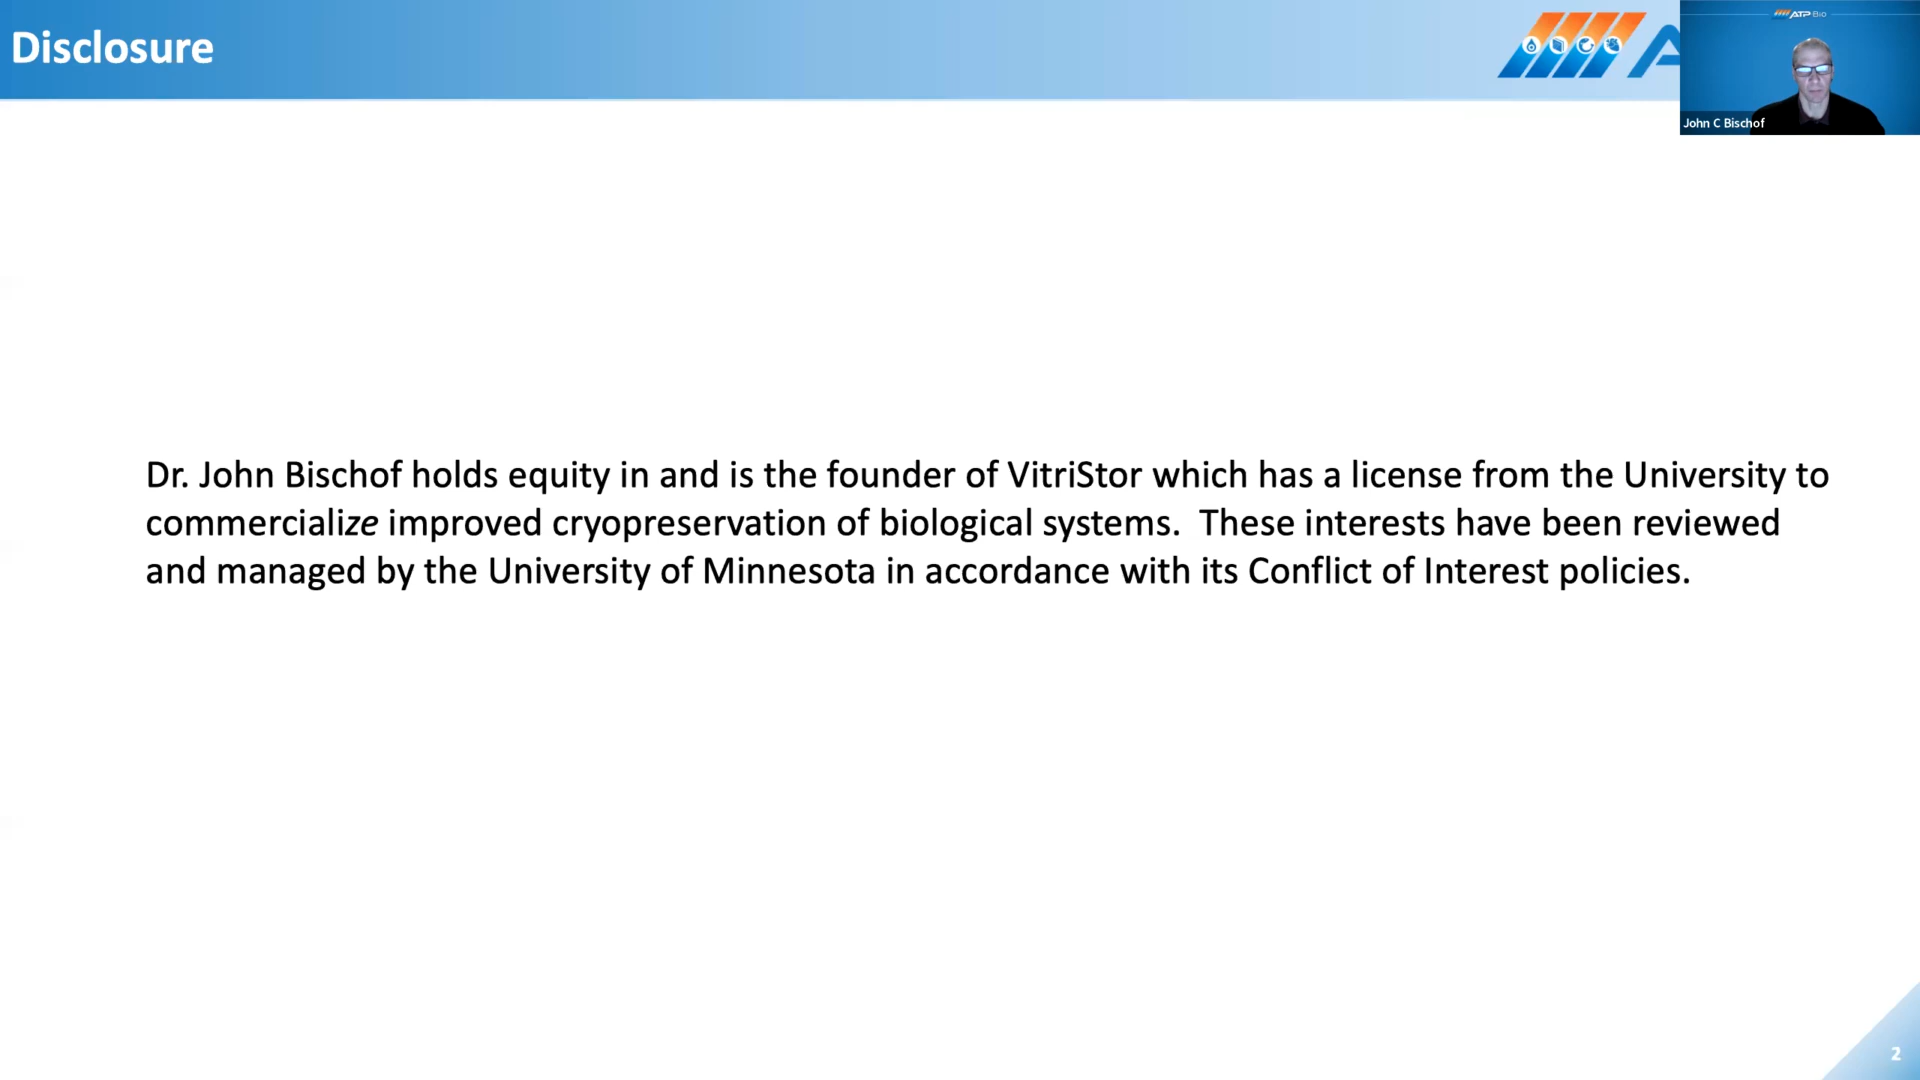 Disclosure
A
ATP Bio
John C Bischof
Dr. John Bischof holds equity in and is the founder of VitriStor which has a license from the University to
commercialize improved cryopreservation of biological systems.  These interests have been reviewed
and managed by the University of Minnesota in accordance with its Conflict of Interest policies.
2